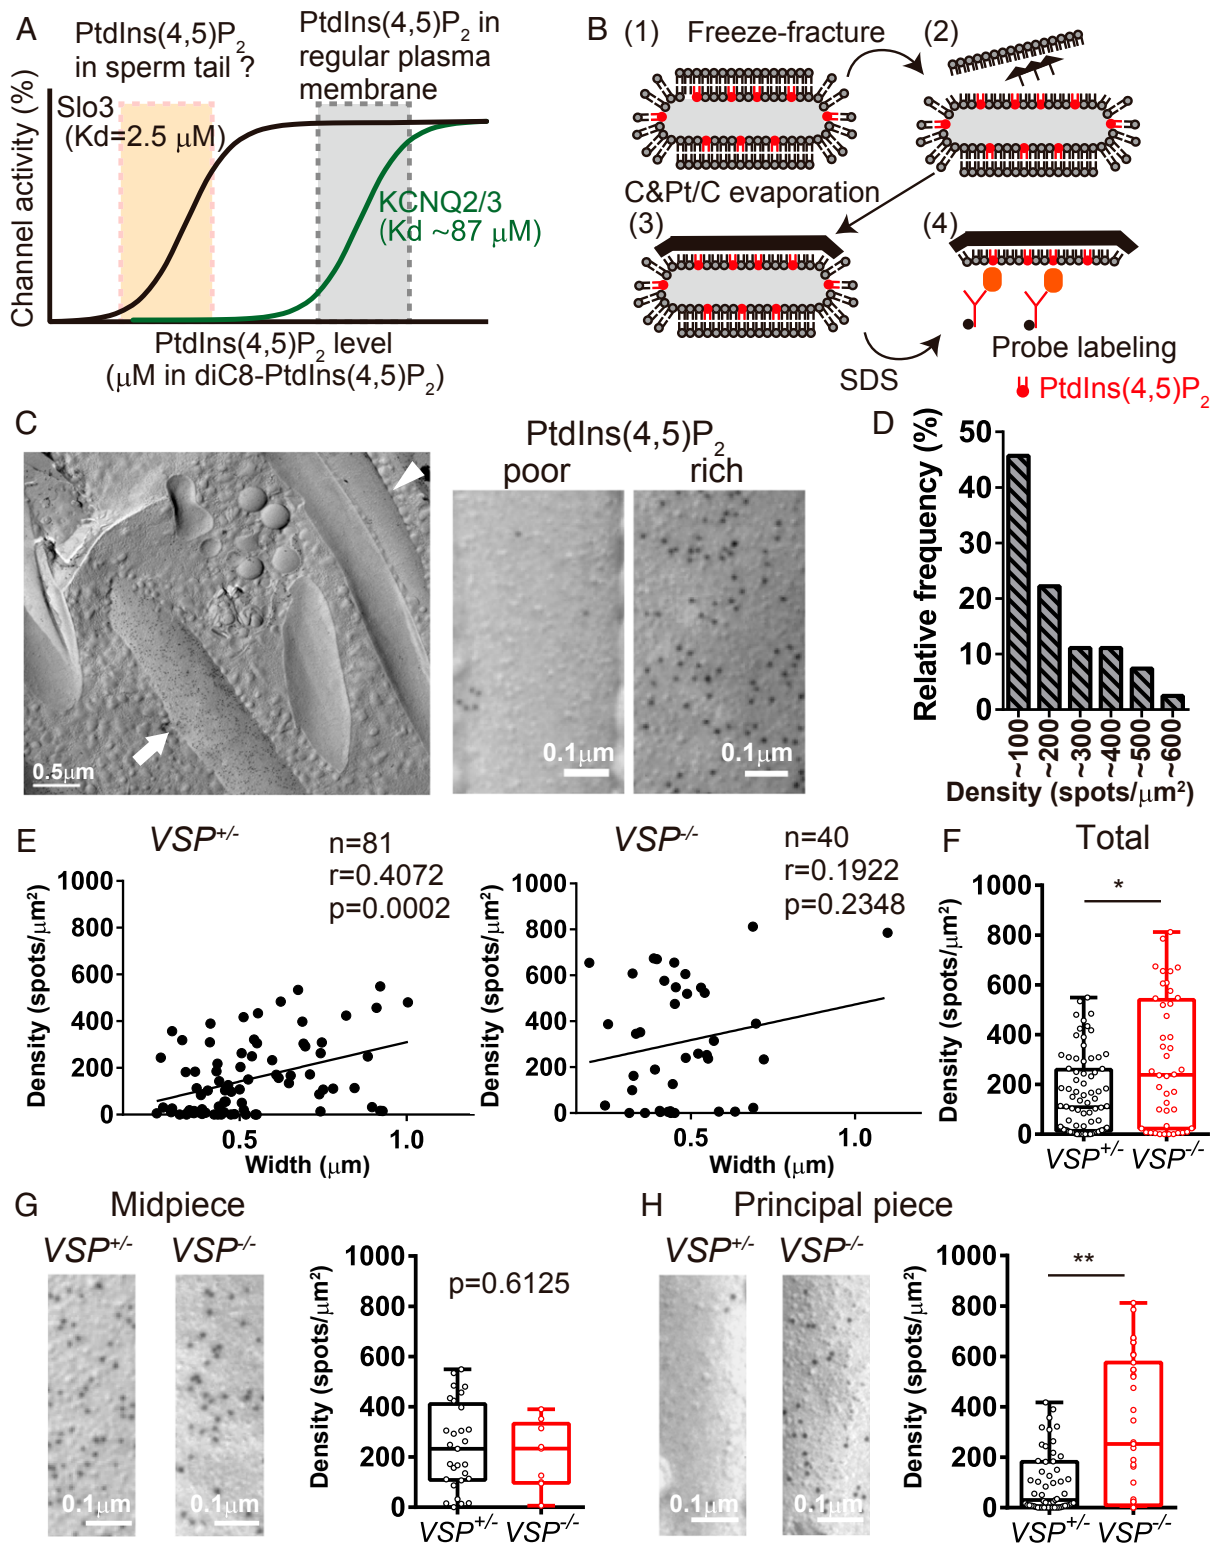 A
PtdIns(4,5)P2
in sperm tail ?
PtdIns(4,5)P2 in
regular plasma
membrane
Slo3
(Kd=2.5 μM)
KCNQ2/3
(Kd ~87 μM)
Channel activity (%)
PtdIns(4,5)P2 level
(μM in diC8-PtdIns(4,5)P2)
B
(1)
Freeze-fracture
(2)
C&Pt/C evaporation
(3)
(4)
SDS
Probe labeling
PtdIns(4,5)P2
C
0.5μm
PtdIns(4,5)P2
poor
rich
0.1μm
0.1μm
D
Relative frequency (%)
50
40
30
20
10
0
~100
~200
~300
~400
~500
~600
Density (spots/μm²)
E
VSP+/-
n=81
r=0.4072
p=0.0002
Density (spots/μm²)
1000
800
600
400
200
0
0.5
1.0
Width (μm)
VSP-/-
n=40
r=0.1922
p=0.2348
Density (spots/μm²)
1000
800
600
400
200
0
0.5
1.0
Width (μm)
F
Total
*
Density (spots/μm²)
1000
800
600
400
200
0
VSP+/-
VSP-/-
G
Midpiece
VSP+/-
VSP-/-
0.1μm
0.1μm
Density (spots/μm²)
1000
800
600
400
200
0
p=0.6125
VSP+/-
VSP-/-
H
Principal piece
VSP+/-
VSP-/-
0.1μm
0.1μm
Density (spots/μm²)
1000
800
600
400
200
0
**
VSP+/-
VSP-/-